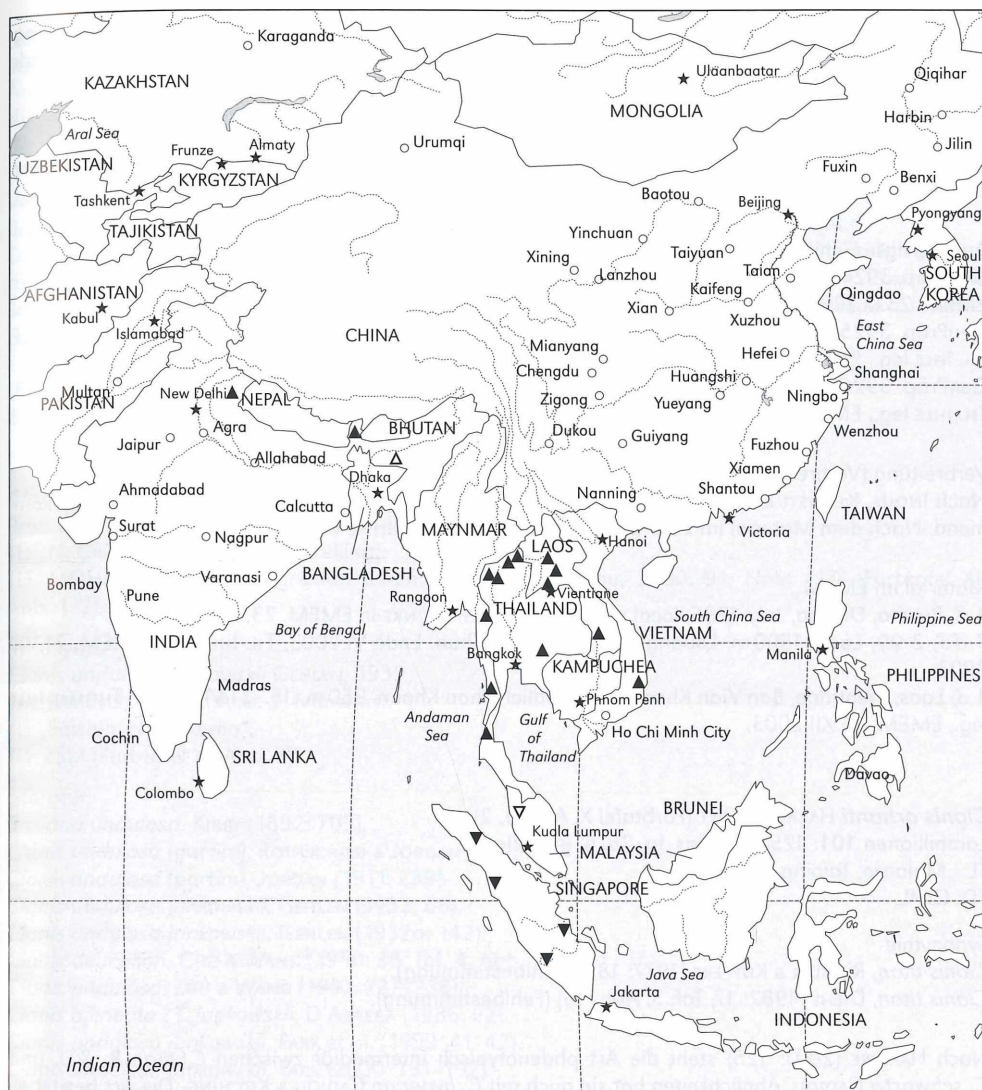 Karaganda
KAZAKHSTAN
Ulaanbaatar
Qiqihar
MONGOLIA
Harbin
Aral Sea
Almaty
Urumqi
Jilin
UZBEKISTAN
Frunze
Fuxin
Benxi
KYRGYZSTAN
Tashkent
Baotou
Beijing
Pyongyang
TAJIKISTAN
Yinchuan
Taiyuan
Seoul
Xining
Lanzhou
Taian
SOUTH
KOREA
AFGHANISTAN
Kabul
Kaifeng
Qingdao
Islamabad
Xian
Xuzhou
East
China Sea
CHINA
Mianyang
Hefei
Shanghai
Multan
PAKISTAN
New Delhi
NEPAL
Chengdu
Huangshi
Ningbo
Zigong
Yueyang
Agra
BHUTAN
Wenzhou
Jaipur
Dukou
Guiyang
Fuzhou
Allahabad
Xiamen
Dhaka
Ahmadabad
Nanning
Shantou
Calcutta
TAIWAN
Surat
MAYNMAR
Victoria
Nagpur
LAOS
Hanoi
BANGLADESH
Varanasi
Bombay
Pune
Rangoon
Vientiane
THAILAND
South China Sea
Philippine Sea
INDIA
Bay of Bengal
VIETNAM
Bangkok
Manila
KAMPUCHEA
PHILIPPINES
Madras
Phnom Penh
Andaman
Sea
Gulf
of
Thailand
Cochin
Ho Chi Minh City
SRI LANKA
Davao
Colombo
BRUNEI
Kuala Lumpur
MALAYSIA
SINGAPORE
Java Sea
Jakarta
INDONESIA
Indian Ocean